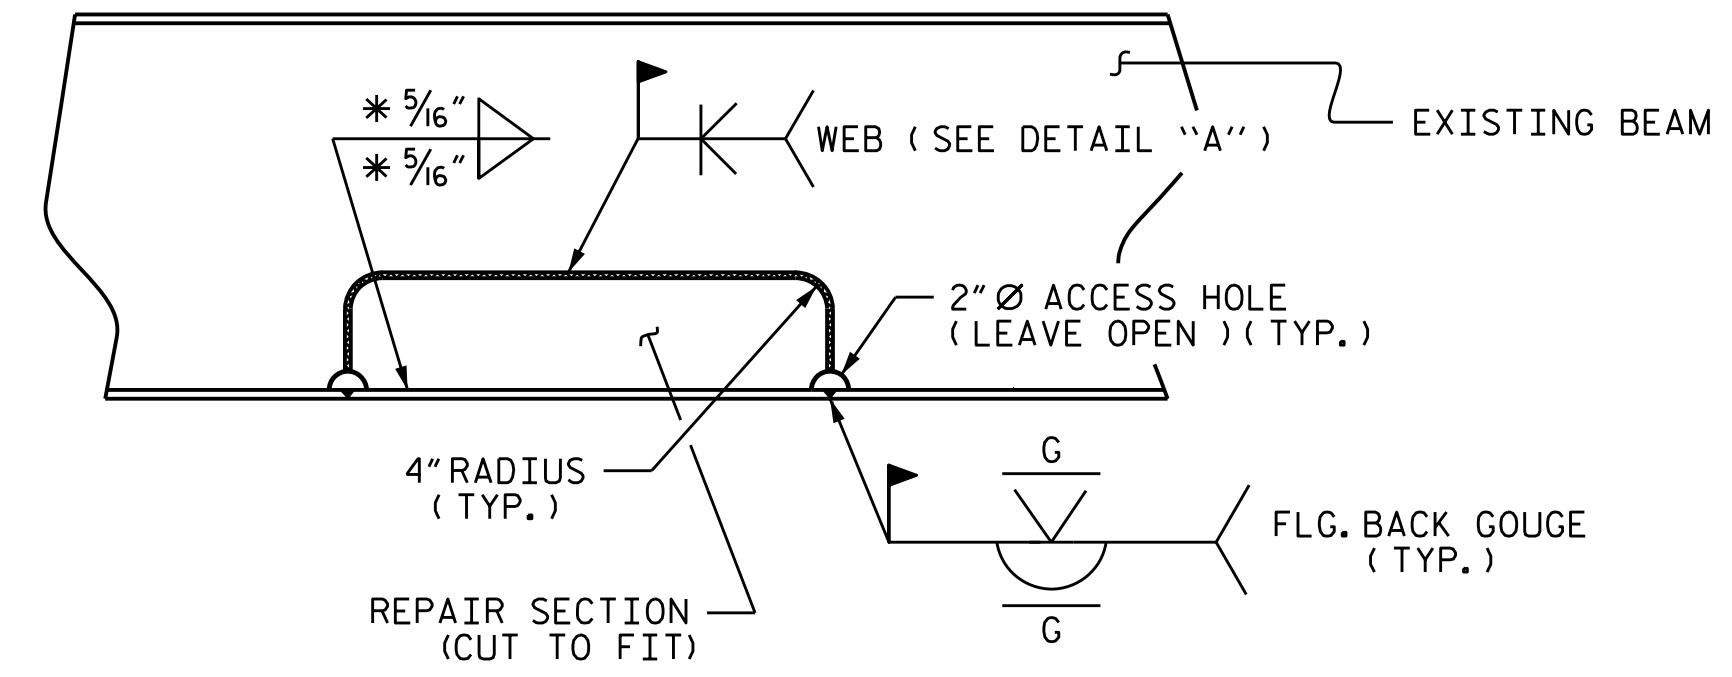 * 5/16"
* 5/16"
WEB (SEE DETAIL "A")
EXISTING BEAM
2"Ø ACCESS HOLE
(LEAVE OPEN)(TYP.)
4"RADIUS
(TYP.)
G
FLG. BACK GOUGE
(TYP.)
G
REPAIR SECTION
(CUT TO FIT)